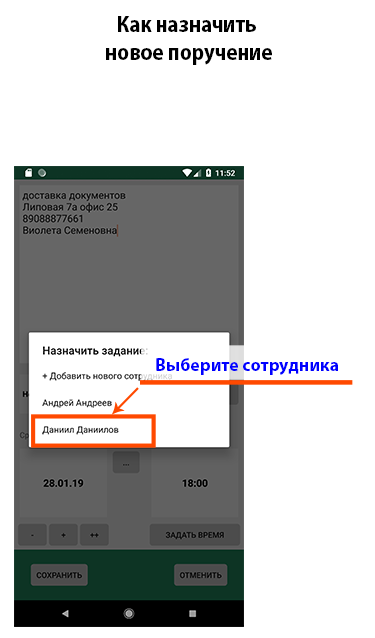 Как назначить
новое поручение
11:52
доставка документов
Липовая 7а офис 25
89088877661
Виолета Семеновна
Назначить задание:
Выберите сотрудника
+ Добавить нового сотрудника
Андрей Андреев
Даниил Даниилов
...
28.01.19
18:00
-
+
++
ЗАДАТЬ ВРЕМЯ
СОХРАНИТЬ
ОТМЕНИТЬ